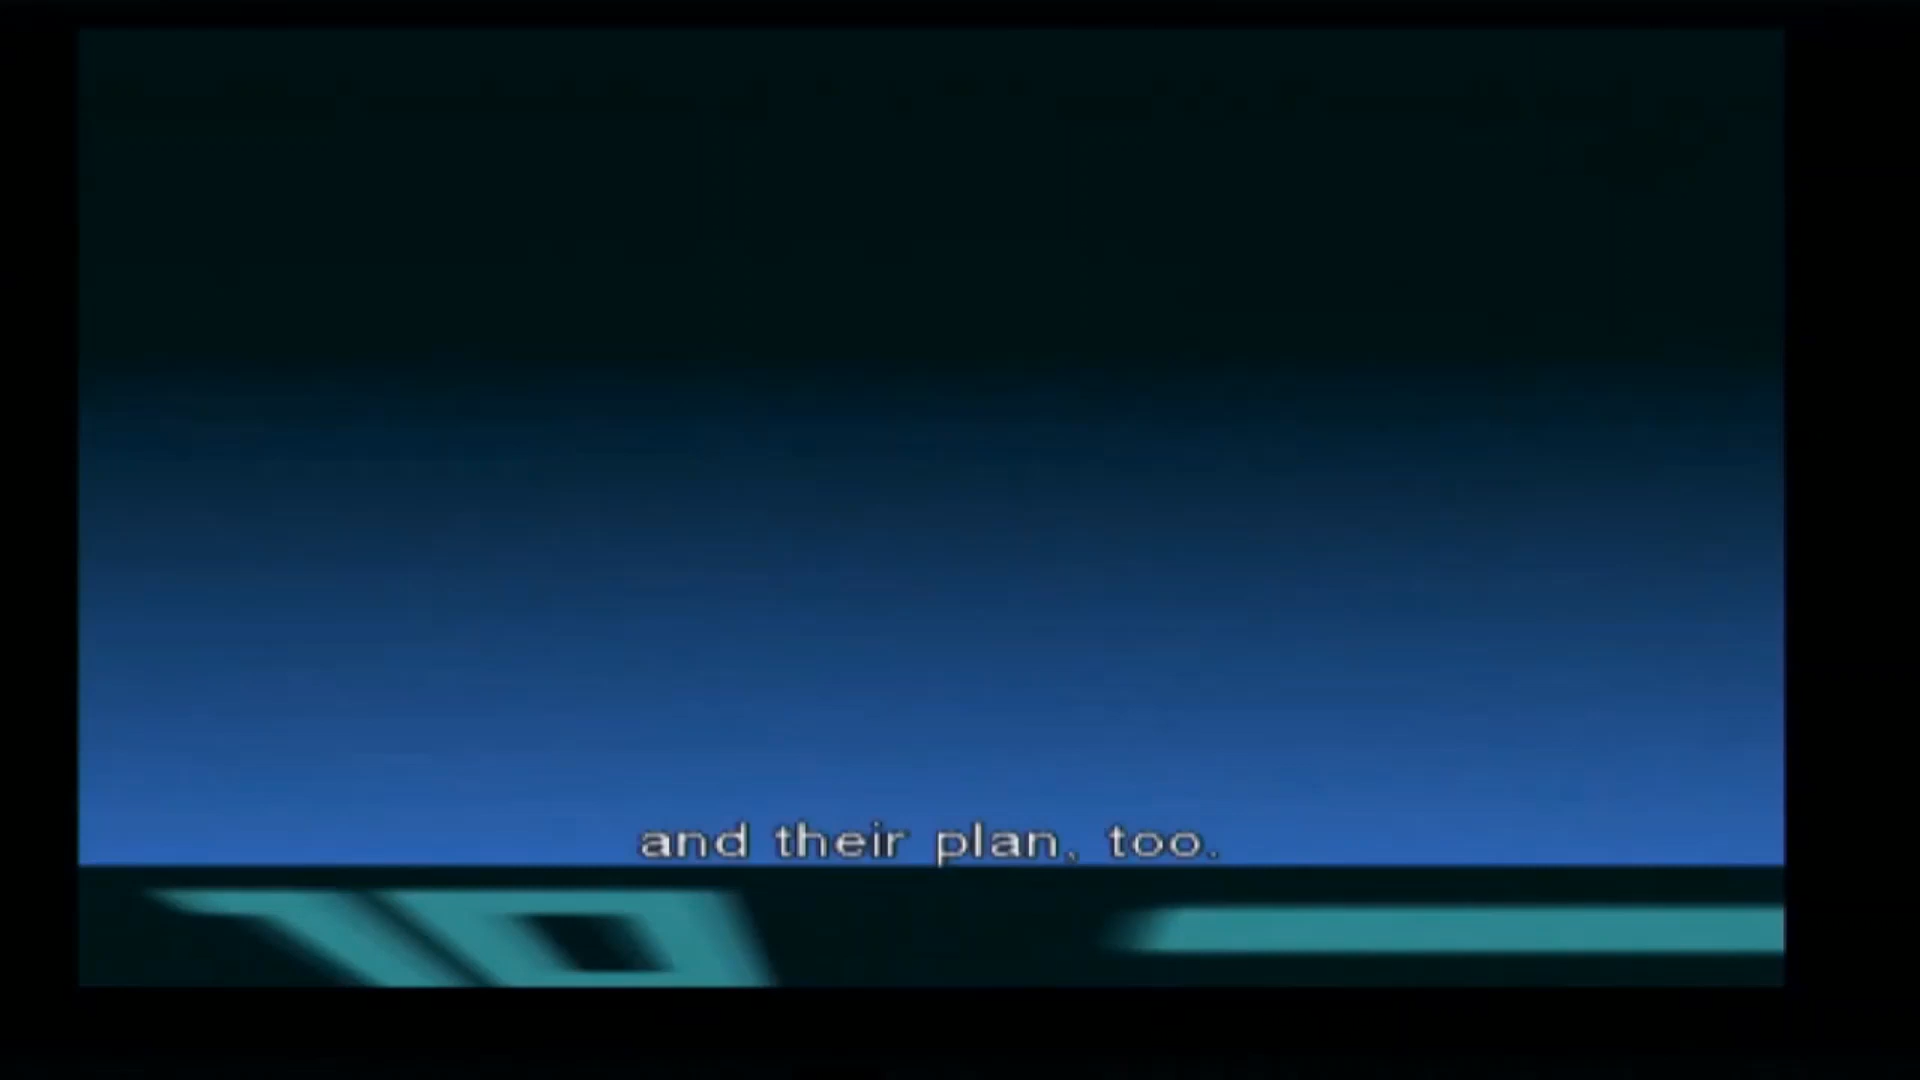 and their plan, too.